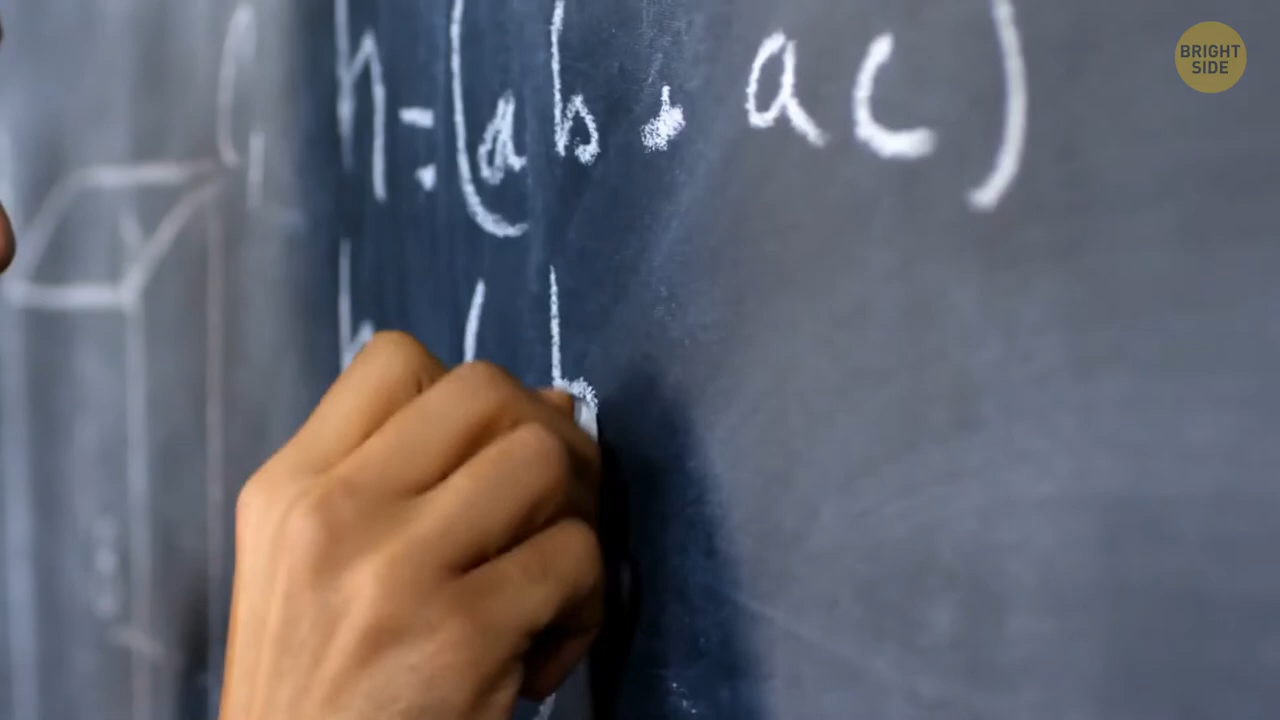 h = (ab . ac)
BRIGHT
SIDE